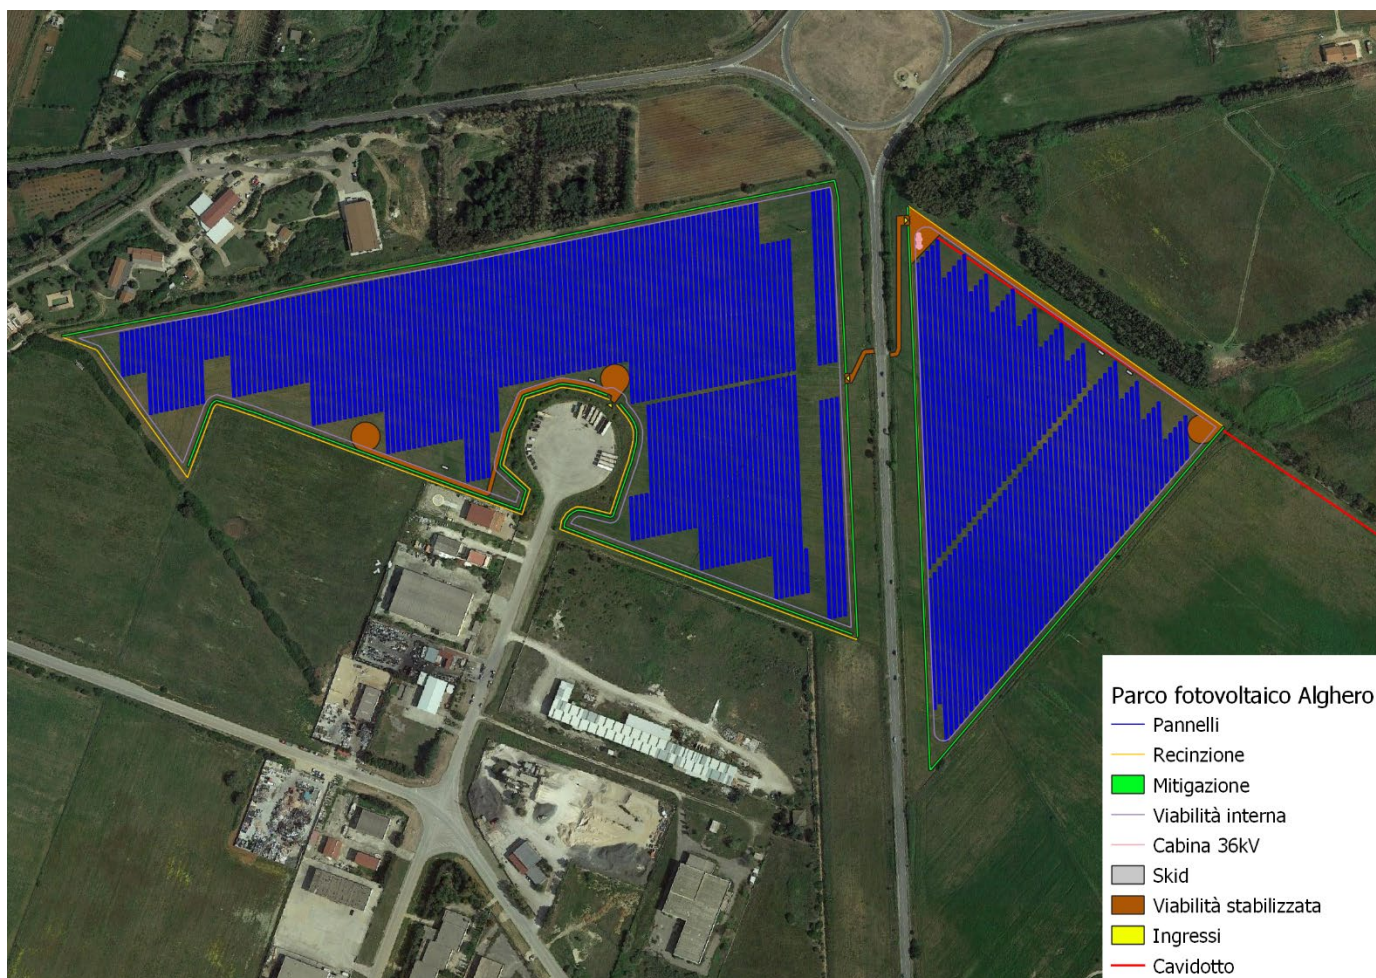 Parco fotovoltaico Alghero
Pannelli
Recinzione
Mitigazione
Viabilità interna
Cabina 36kV
Skid
Viabilità stabilizzata
Ingressi
Cavidotto